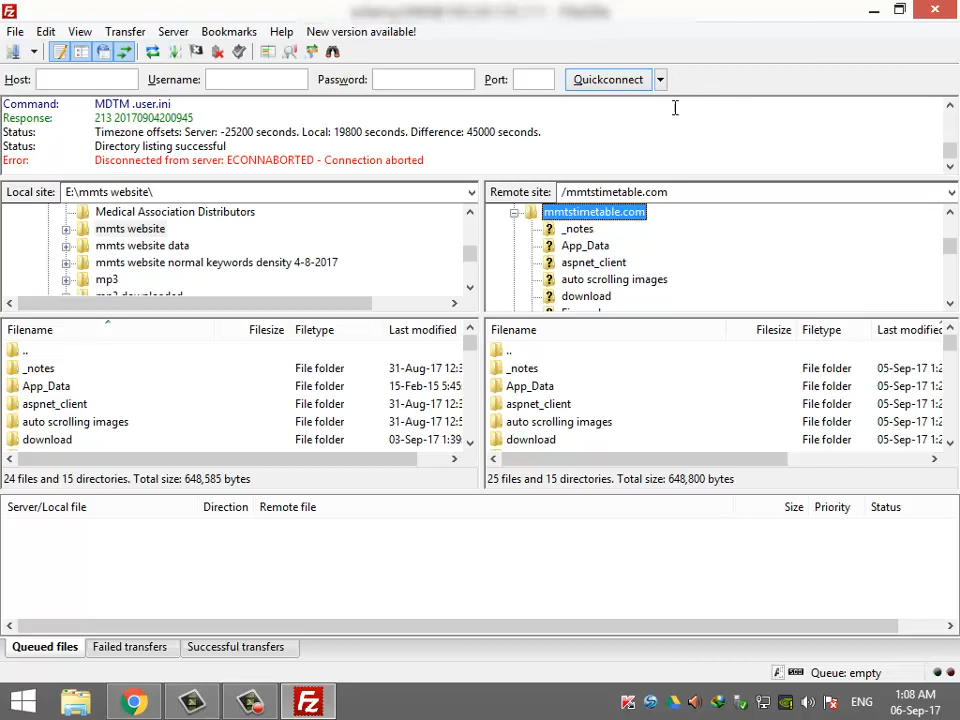 File Edit View Transfer Server Bookmarks Help New version available!
Host: Username: Password: Port: Quickconnect
Command: MDTM .user.ini
Response: 213 20170904200945
Status: Timezone offsets: Server: -25200 seconds. Local: 19800 seconds. Difference: 45000 seconds.
Status: Directory listing successful
Error: Disconnected from server: ECONNABORTED - Connection aborted
Local site: E:\mmts website\
Medical Association Distributors
mmts website
mmts website data
mmts website normal keywords density 4-8-2017
mp3
mp3 downloaded
Remote site: /mmtstimetable.com
mmtstimetable.com
_notes
App_Data
aspnet_client
auto scrolling images
download
Filename Filesize Filetype Last modified
..
_notes File folder 31-Aug-17 12:3
App_Data File folder 15-Feb-15 5:45
aspnet_client File folder 31-Aug-17 12:3
auto scrolling images File folder 31-Aug-17 12:5
download File folder 03-Sep-17 1:39
24 files and 15 directories. Total size: 648,585 bytes
Filename Filesize Filetype Last modified
..
_notes File folder 05-Sep-17 1:2
App_Data File folder 05-Sep-17 1:2
aspnet_client File folder 05-Sep-17 1:2
auto scrolling images File folder 05-Sep-17 1:2
download File folder 05-Sep-17 1:2
25 files and 15 directories. Total size: 648,800 bytes
Server/Local file Direction Remote file Size Priority Status
Queued files Failed transfers Successful transfers
Queue: empty
ENG
1:08 AM
06-Sep-17